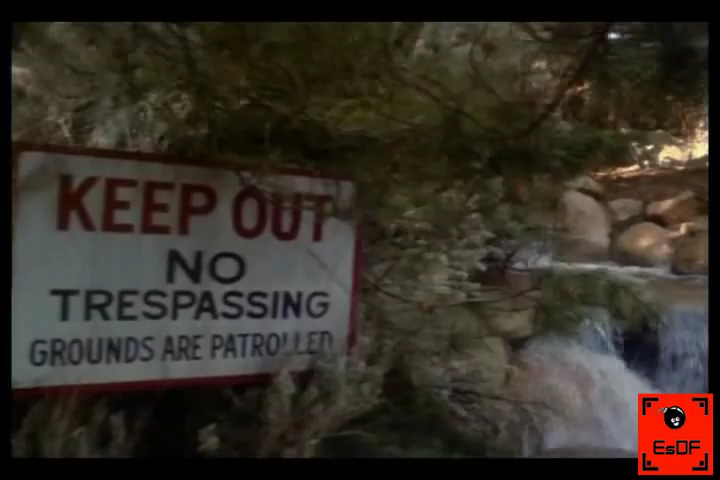 KEEP OUT
NO
TRESPASSING
GROUNDS ARE PATROLLED
EsDF